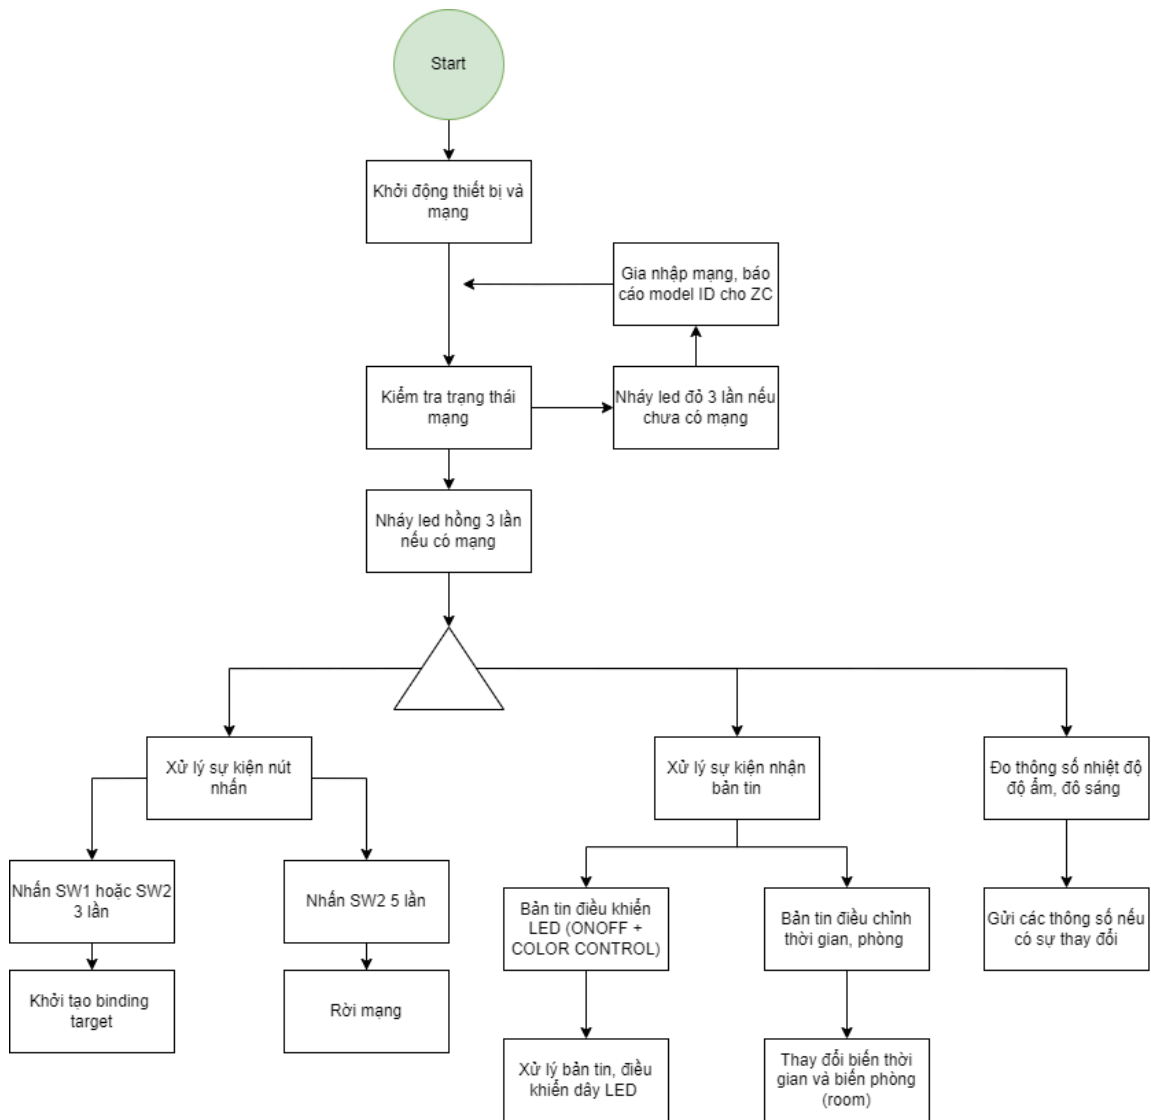 Start
Khởi động thiết bị và
mạng
Gia nhập mạng, báo
cáo model ID cho ZC
Kiểm tra trạng thái
mạng
Nháy led đỏ 3 lần nếu
chưa có mạng
Nháy led hồng 3 lần
nếu có mạng
Xử lý sự kiện nút
nhấn
Xử lý sự kiện nhận
bản tin
Đo thông số nhiệt độ
độ ẩm, đô sáng
Nhấn SW1 hoặc SW2
3 lần
Nhấn SW2 5 lần
Bản tin điều khiển
LED (ONOFF +
COLOR CONTROL)
Bản tin điều chỉnh
thời gian, phòng
Gửi các thông số nếu
có sự thay đổi
Khởi tạo binding
target
Rời mạng
Xử lý bản tin, điều
khiển dây LED
Thay đổi biến thời
gian và biến phòng
(room)